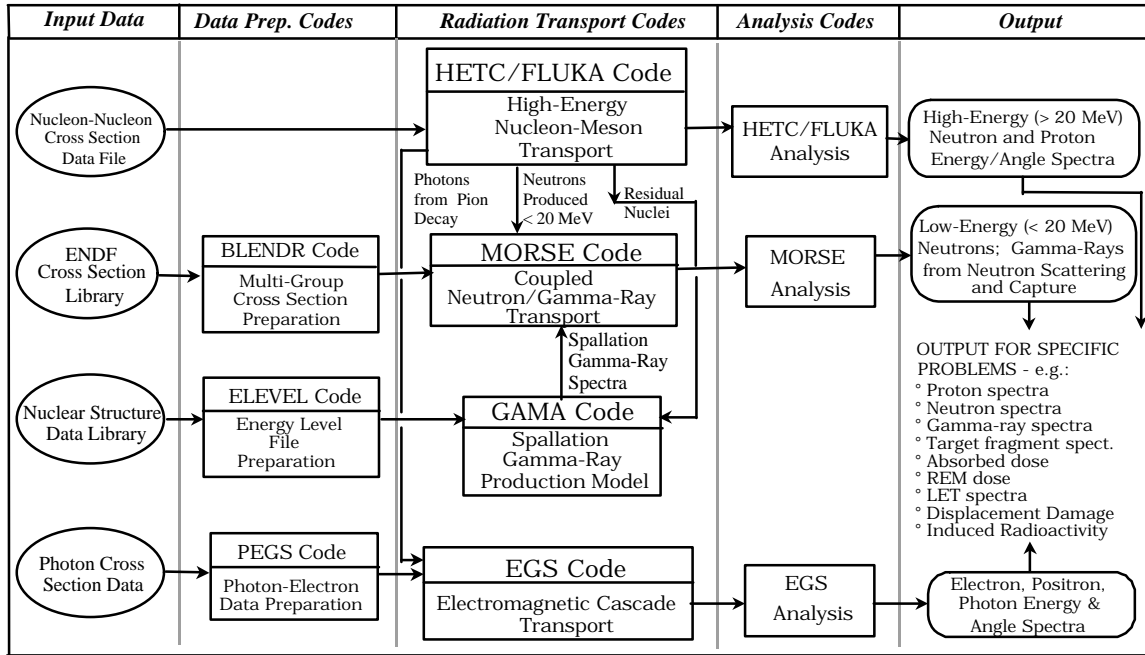 Input Data
Data Prep. Codes
Radiation Transport Codes
Analysis Codes
Output
Nucleon-Nucleon
Cross Section
Data File
HETC/FLUKA Code
High-Energy
Nucleon-Meson
Transport
HETC/FLUKA
Analysis
High-Energy (> 20 MeV)
Neutron and Proton
Energy/Angle Spectra
Photons
from Pion
Decay
Neutrons
Produced
< 20 MeV
Residual
Nuclei
ENDF
Cross Section
Library
BLENDR Code
Multi-Group
Cross Section
Preparation
MORSE Code
Coupled
Neutron/Gamma-Ray
Transport
MORSE
Analysis
Low-Energy (< 20 MeV)
Neutrons; Gamma-Rays
from Neutron Scattering
and Capture
Spallation
Gamma-Ray
Spectra
Nuclear Structure
Data Library
ELEVEL Code
Energy Level
File
Preparation
GAMA Code
Spallation
Gamma-Ray
Production Model
OUTPUT FOR SPECIFIC
PROBLEMS - e.g.:
° Proton spectra
° Neutron spectra
° Gamma-ray spectra
° Target fragment spect.
° Absorbed dose
° REM dose
° LET spectra
° Displacement Damage
° Induced Radioactivity
Photon Cross
Section Data
PEGS Code
Photon-Electron
Data Preparation
EGS Code
Electromagnetic Cascade
Transport
EGS
Analysis
Electron, Positron,
Photon Energy &
Angle Spectra